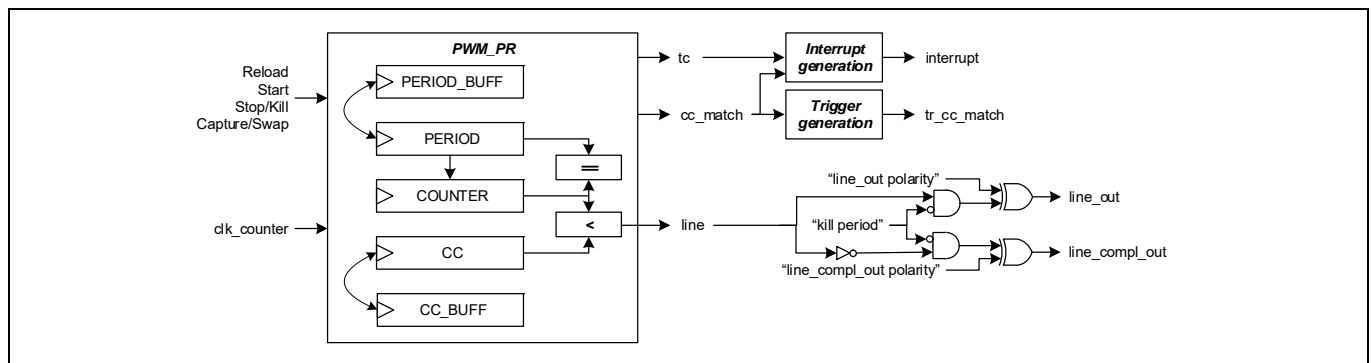 PWM_PR
Reload
Start
Stop/Kill
Capture/Swap
clk_counter
PERIOD_BUFF
PERIOD
COUNTER
CC
CC_BUFF
==
<
tc
cc_match
line
Interrupt
generation
interrupt
Trigger
generation
tr_cc_match
“line_out polarity”
line_out
“kill period”
line_compl_out
“line_compl_out polarity”